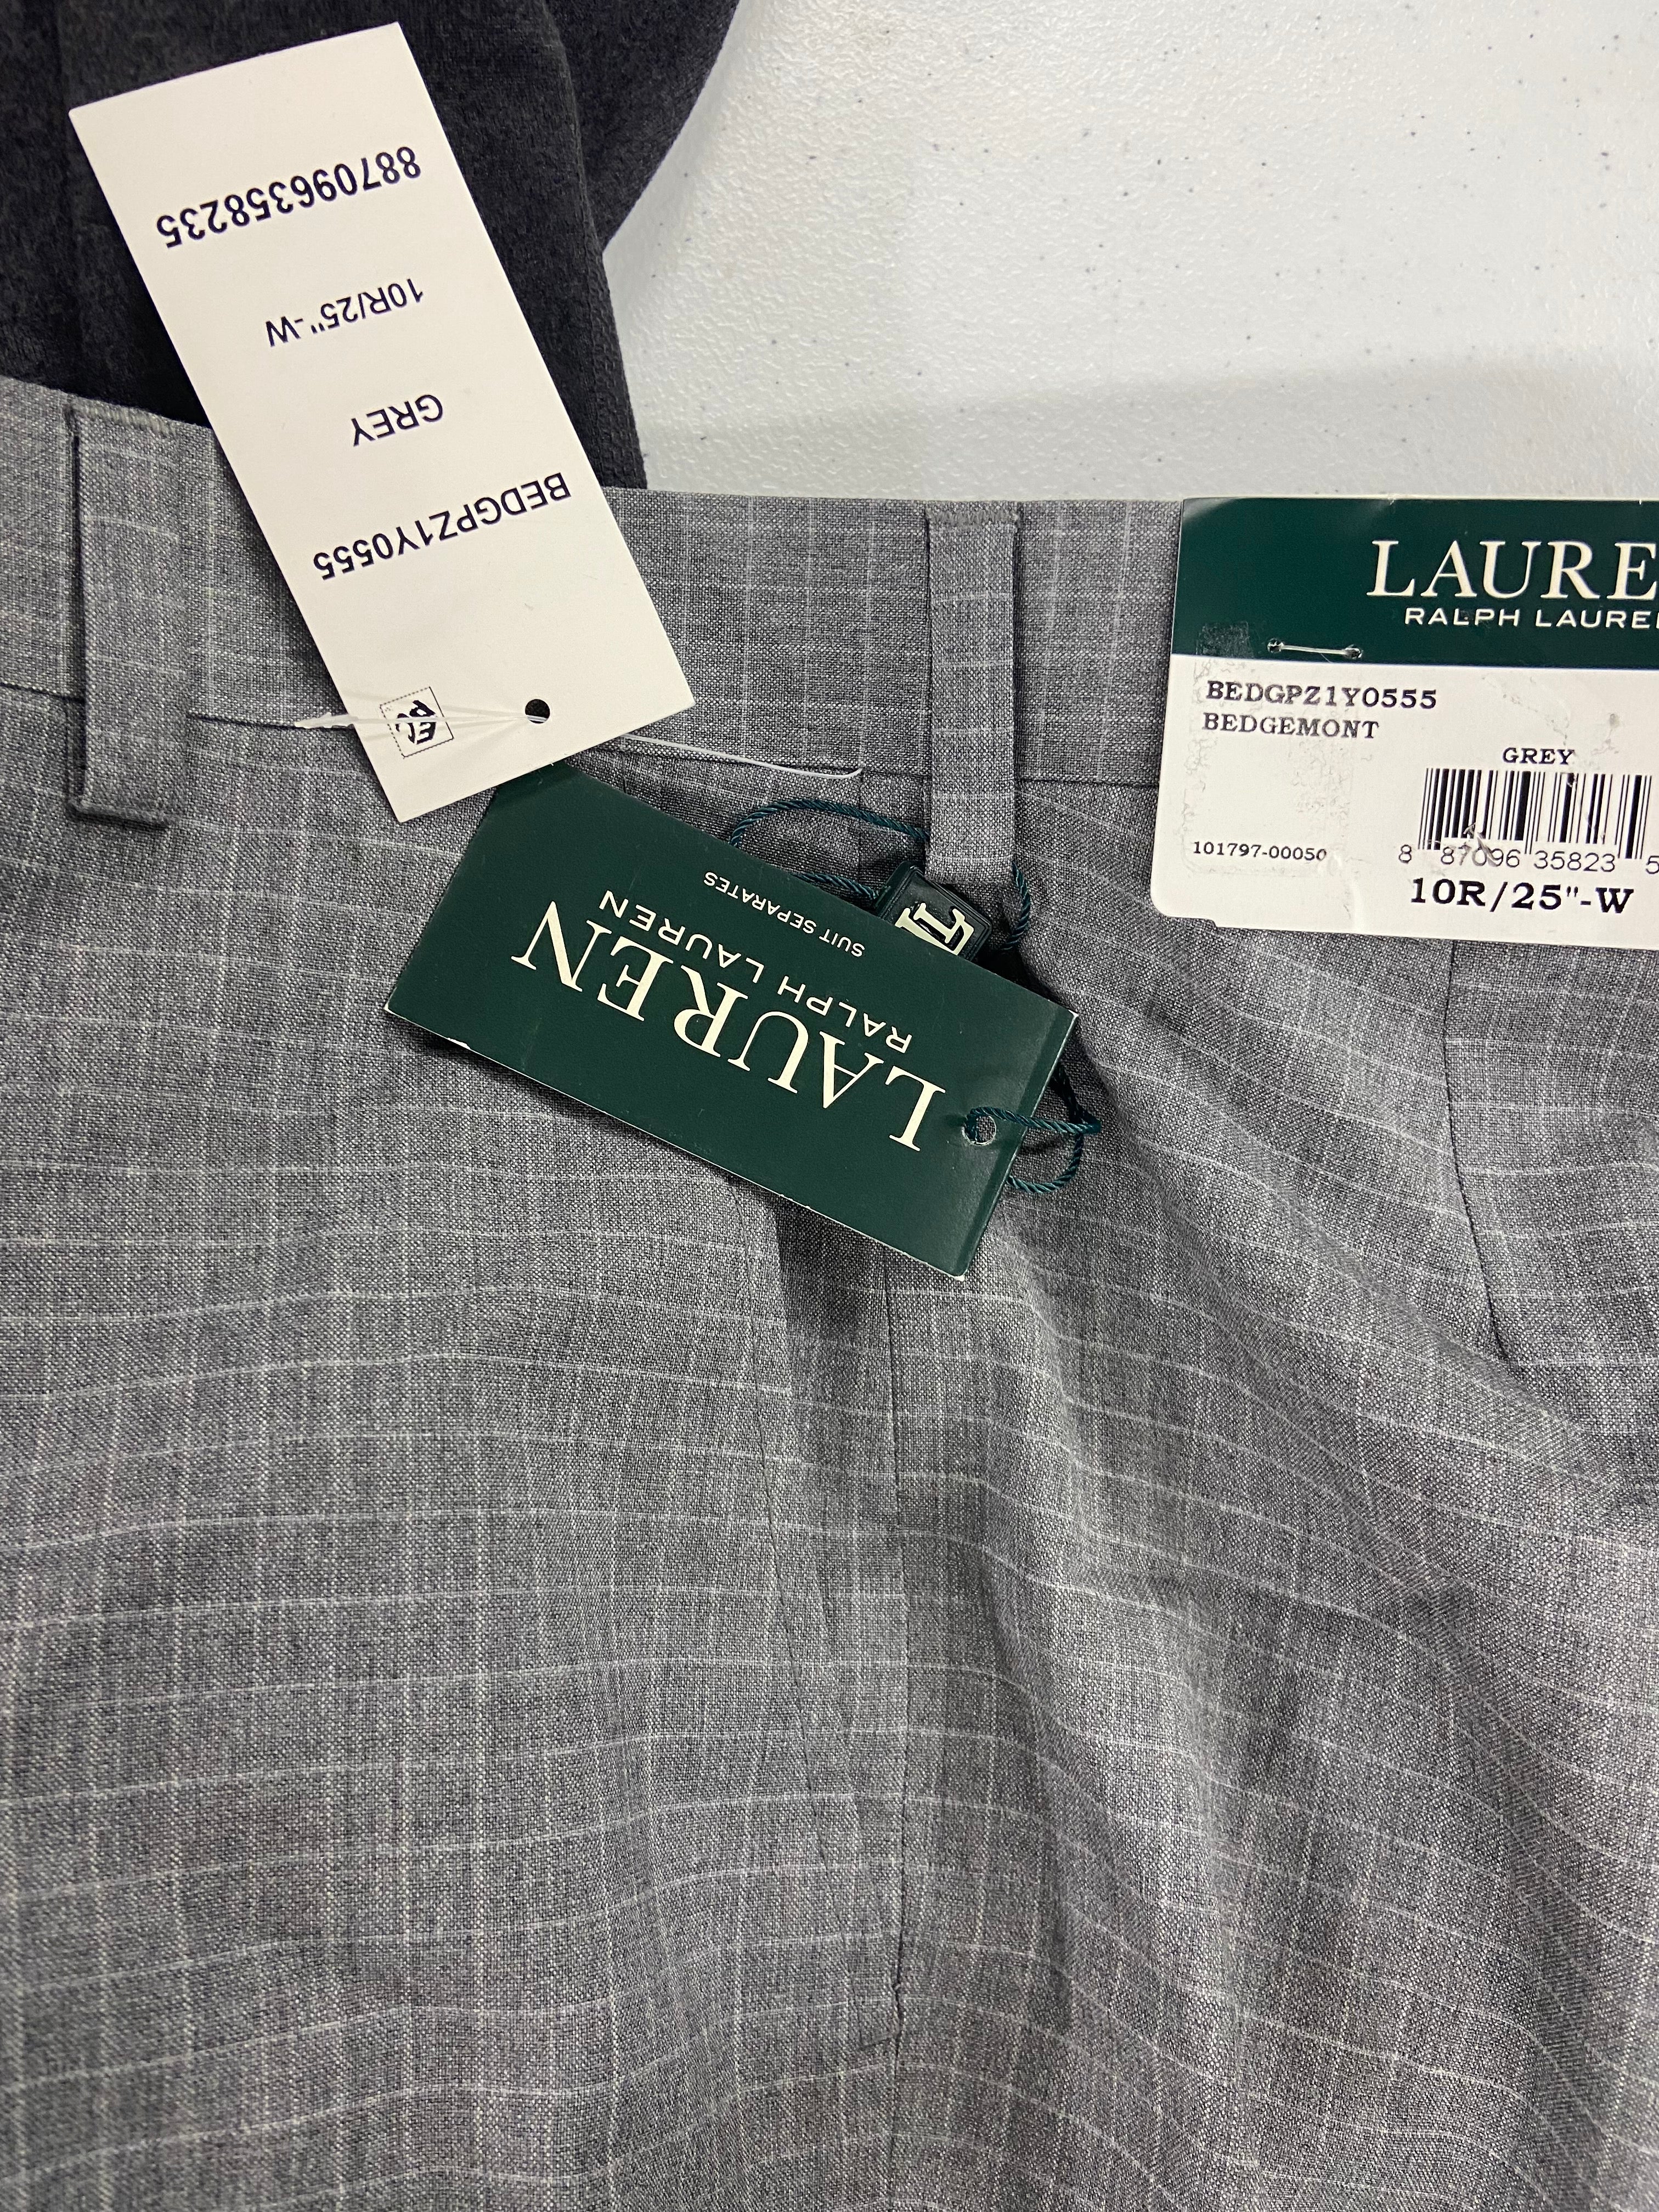 887096358235
10R/25"-W
GREY
BEDGPZ1Y0555
LAUREN
RALPH LAUREN
SUIT SEPARATES
LAURE
RALPH LAUREN
BEDGPZ1Y0555
BEDGEMONT
GREY
101797-00050
8 87096 35823 5
10R/25"-W